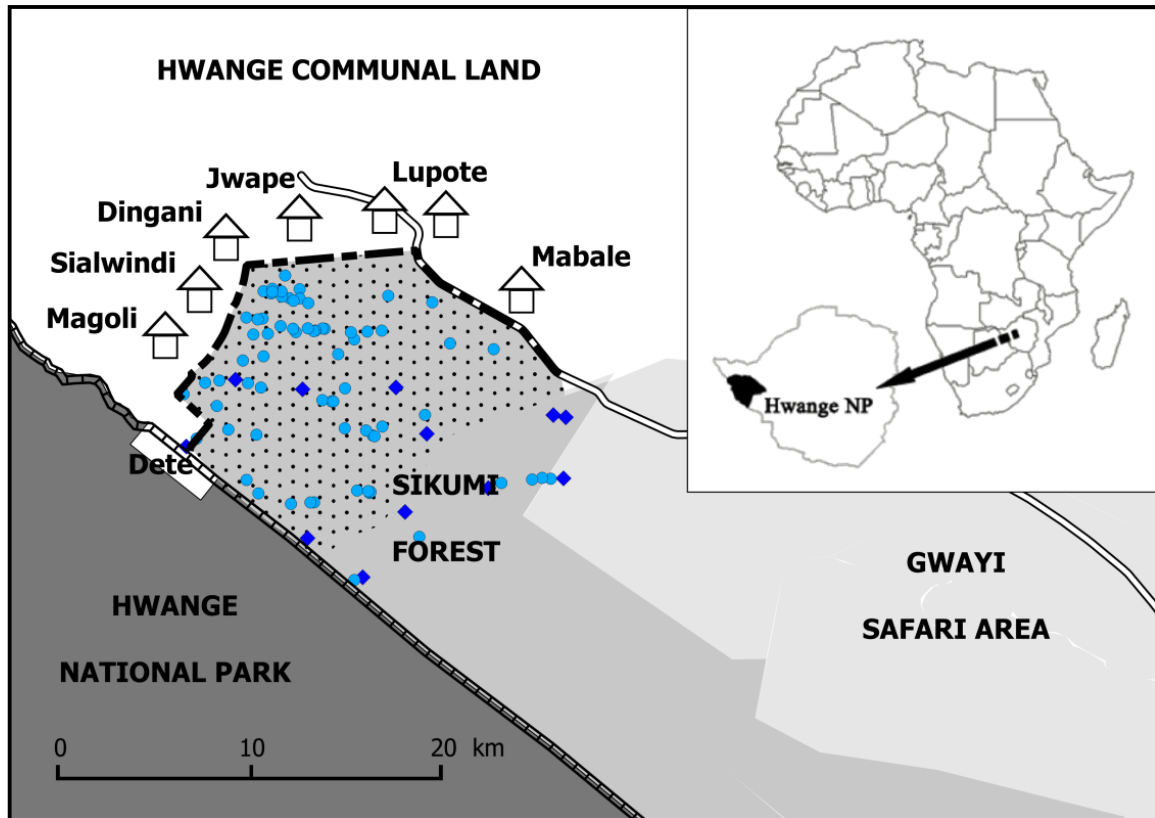 HWANGE COMMUNAL LAND
Jwape
Lupote
Dingani
Sialwindi
Mabale
Magoli
Hwange NP
Dete
SIKUMI
FOREST
GWAYI
SAFARI AREA
HWANGE
NATIONAL PARK
0 10 20 km